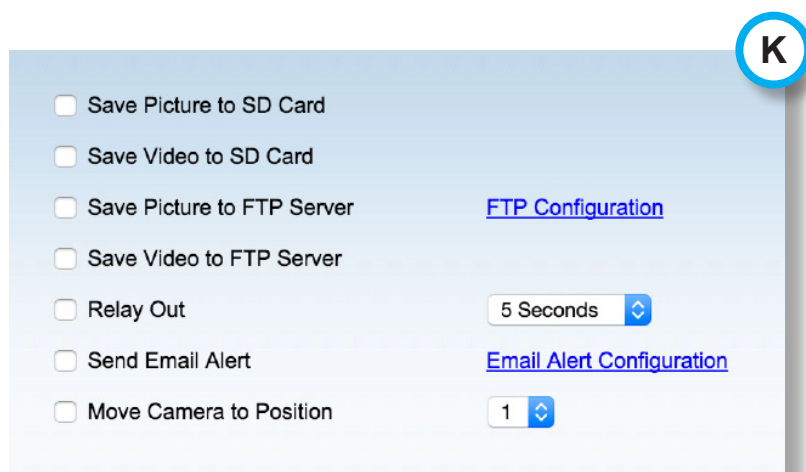 K
Save Picture to SD Card
Save Video to SD Card
Save Picture to FTP Server FTP Configuration
Save Video to FTP Server
Relay Out 5 Seconds
Send Email Alert Email Alert Configuration
Move Camera to Position 1